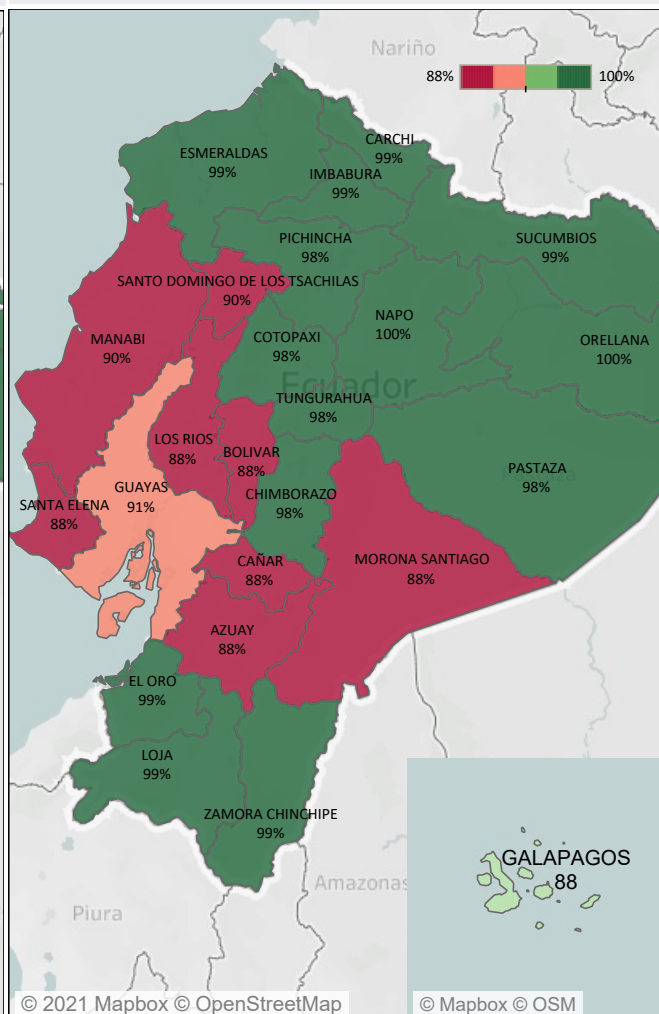 Nariño
88%
100%
CARCHI
99%
ESMERALDAS
99%
IMBABURA
99%
PICHINCHA
98%
SUCUMBIOS
99%
SANTO DOMINGO DE LOS TSACHILAS
90%
NAPO
100%
MANABI
90%
COTOPAXI
98%
ORELLANA
100%
Ecuador
TUNGURAHUA
98%
LOS RIOS
88%
BOLIVAR
88%
PASTAZA
98%
GUAYAS
91%
CHIMBORAZO
98%
SANTA ELENA
88%
CAÑAR
88%
MORONA SANTIAGO
88%
AZUAY
88%
EL ORO
99%
LOJA
99%
ZAMORA CHINCHIPE
99%
GALAPAGOS
88
Amazonas
Piura
© 2021 Mapbox © OpenStreetMap
© Mapbox © OSM